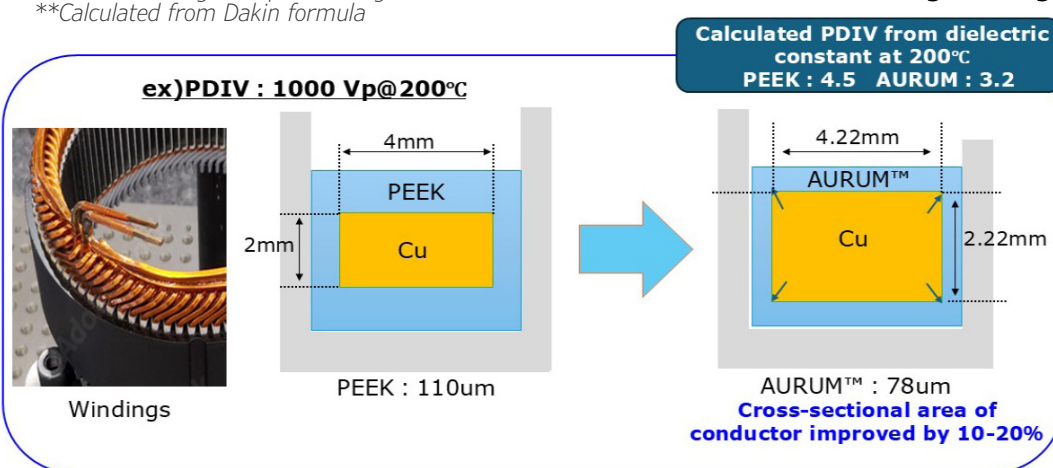 **Calculated from Dakin formula
Calculated PDIV from dielectric
constant at 200℃
PEEK : 4.5 AURUM : 3.2
ex)PDIV : 1000 Vp@200℃
4mm
PEEK
2mm
Cu
PEEK : 110um
Windings
4.22mm
AURUM™
Cu
2.22mm
AURUM™ : 78um
Cross-sectional area of
conductor improved by 10-20%